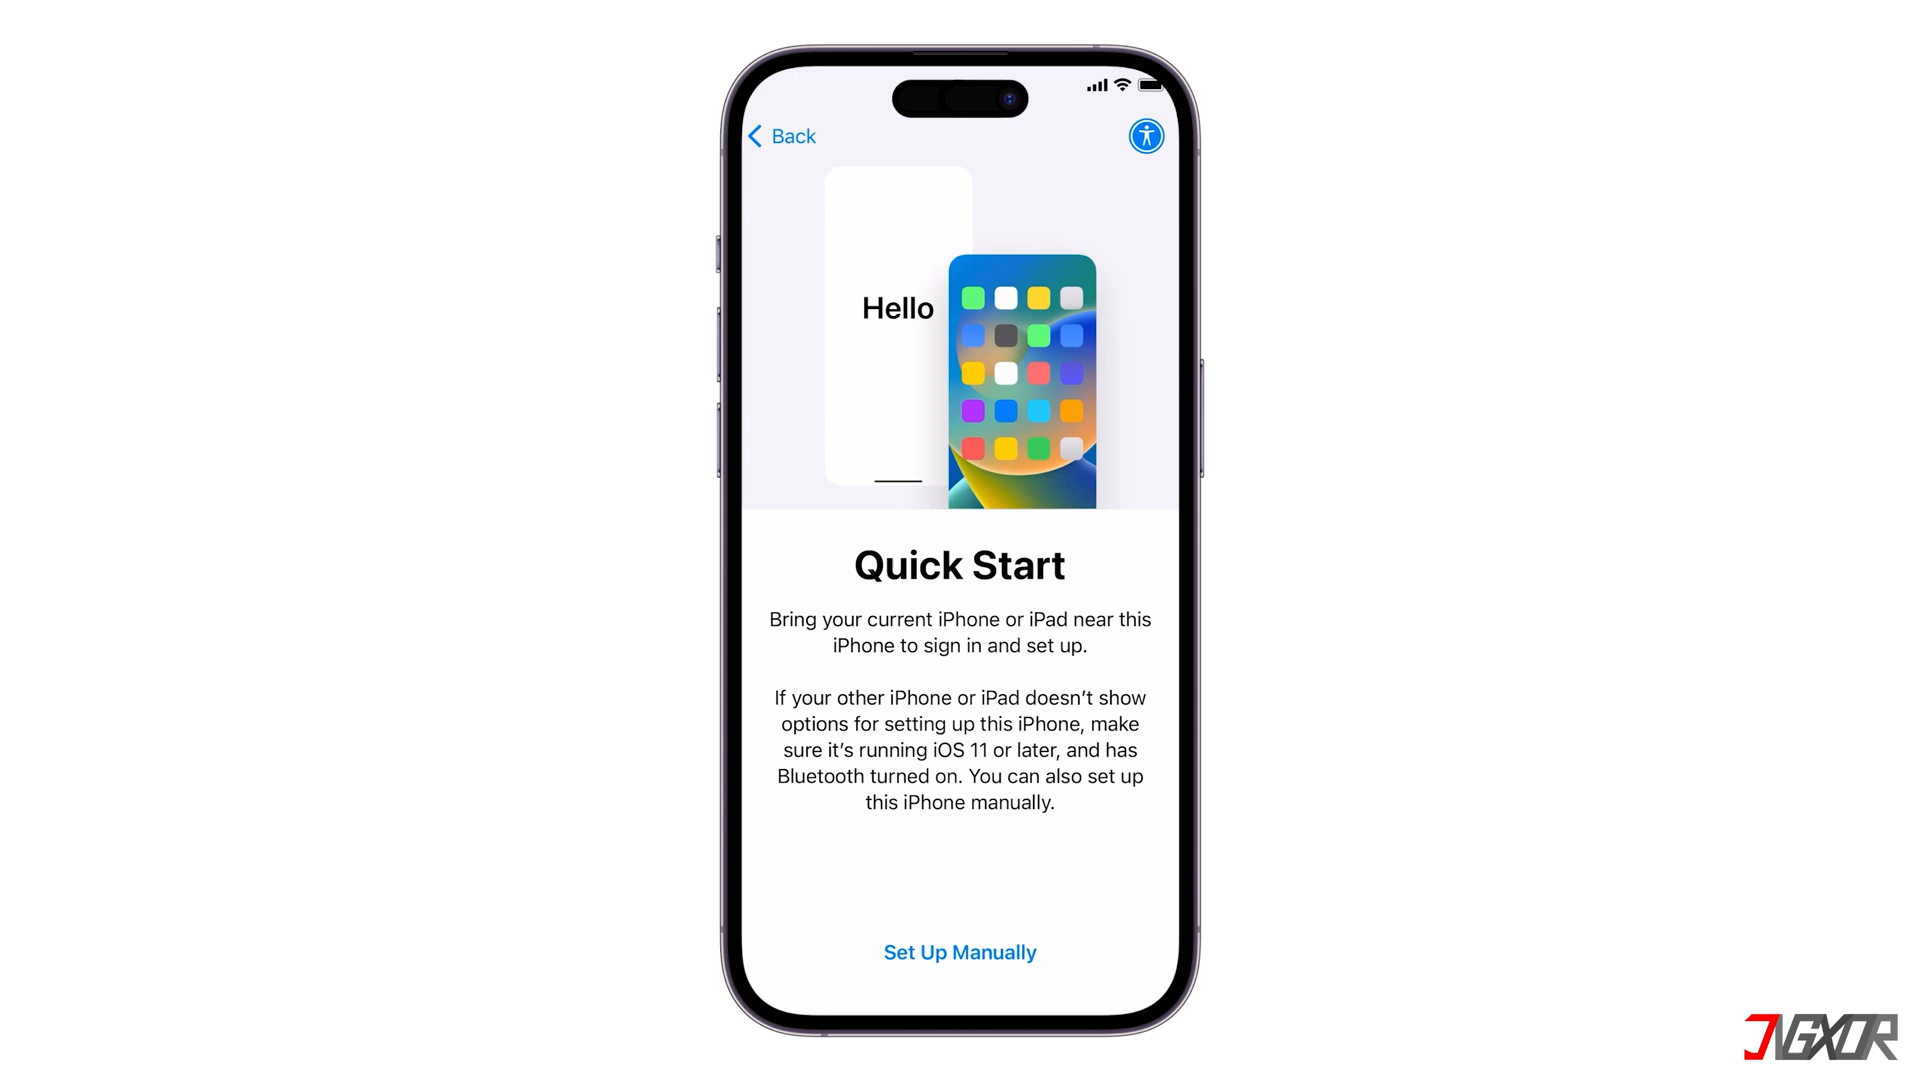 Back
Hello
Quick Start
Bring your current iPhone or iPad near this
iPhone to sign in and set up.
If your other iPhone or iPad doesn't show
options for setting up this iPhone, make
sure it's running iOS 11 or later, and has
Bluetooth turned on. You can also set up
this iPhone manually.
Set Up Manually